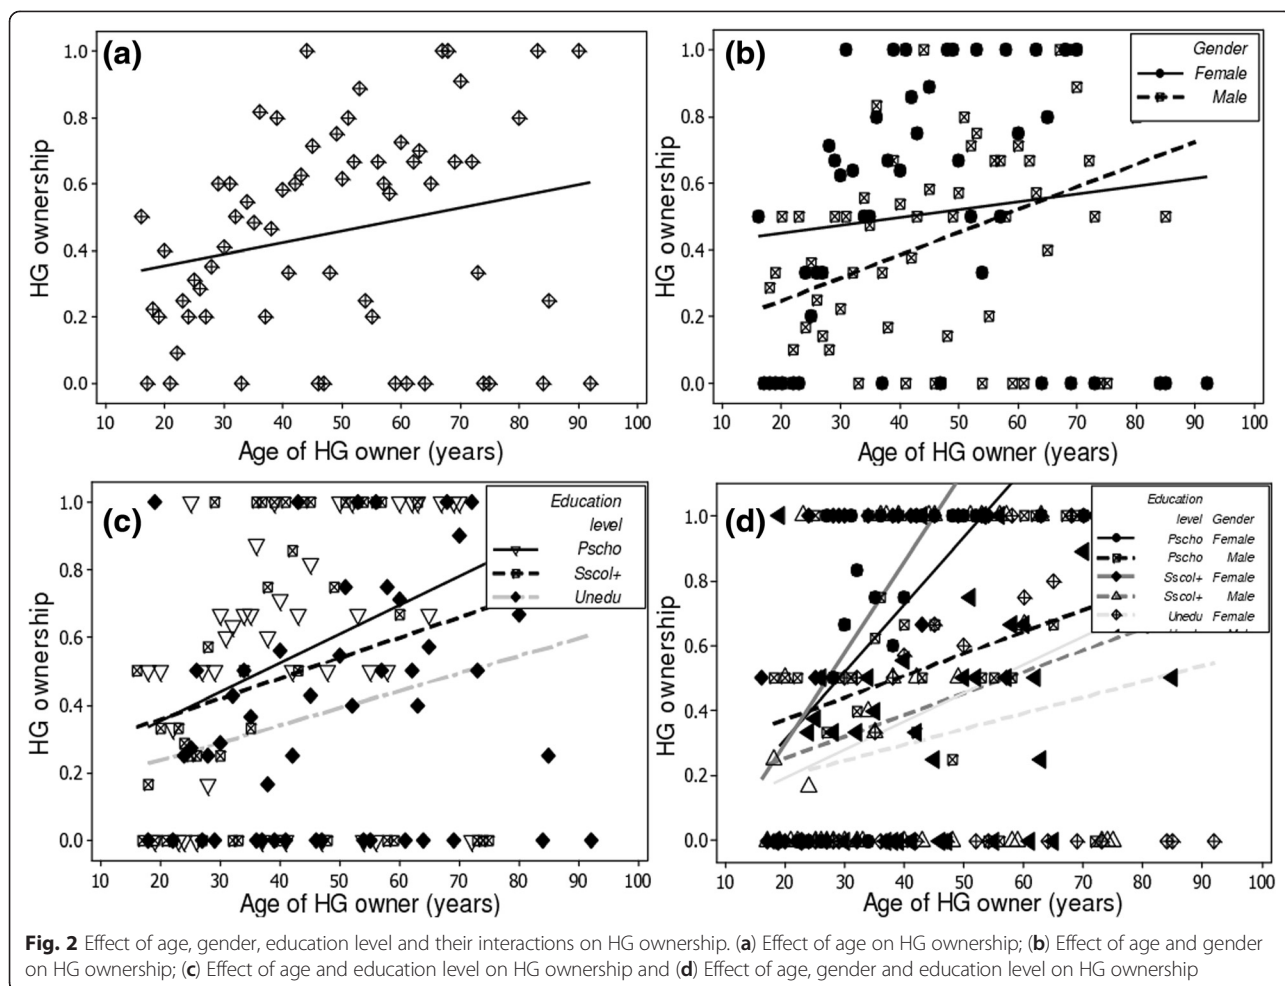 (a)
1.0
0.8
0.6
0.4
0.2
0.0
HG ownership
10 20 30 40 50 60 70 80 90 100
Age of HG owner (years)
(b)
Gender
Female
Male
1.0
0.8
0.6
0.4
0.2
0.0
HG ownership
10 20 30 40 50 60 70 80 90 100
Age of HG owner (years)
(c)
Education
level
Pscho
Sscol+
Unedu
1.0
0.8
0.6
0.4
0.2
0.0
HG ownership
10 20 30 40 50 60 70 80 90 100
Age of HG owner (years)
(d)
Education
level Gender
Pscho Female
Pscho Male
Sscol+ Female
Sscol+ Male
Unedu Female
1.0
0.8
0.6
0.4
0.2
0.0
HG ownership
10 20 30 40 50 60 70 80 90 100
Age of HG owner (years)
Fig. 2 Effect of age, gender, education level and their interactions on HG ownership. (a) Effect of age on HG ownership; (b) Effect of age and gender
on HG ownership; (c) Effect of age and education level on HG ownership and (d) Effect of age, gender and education level on HG ownership